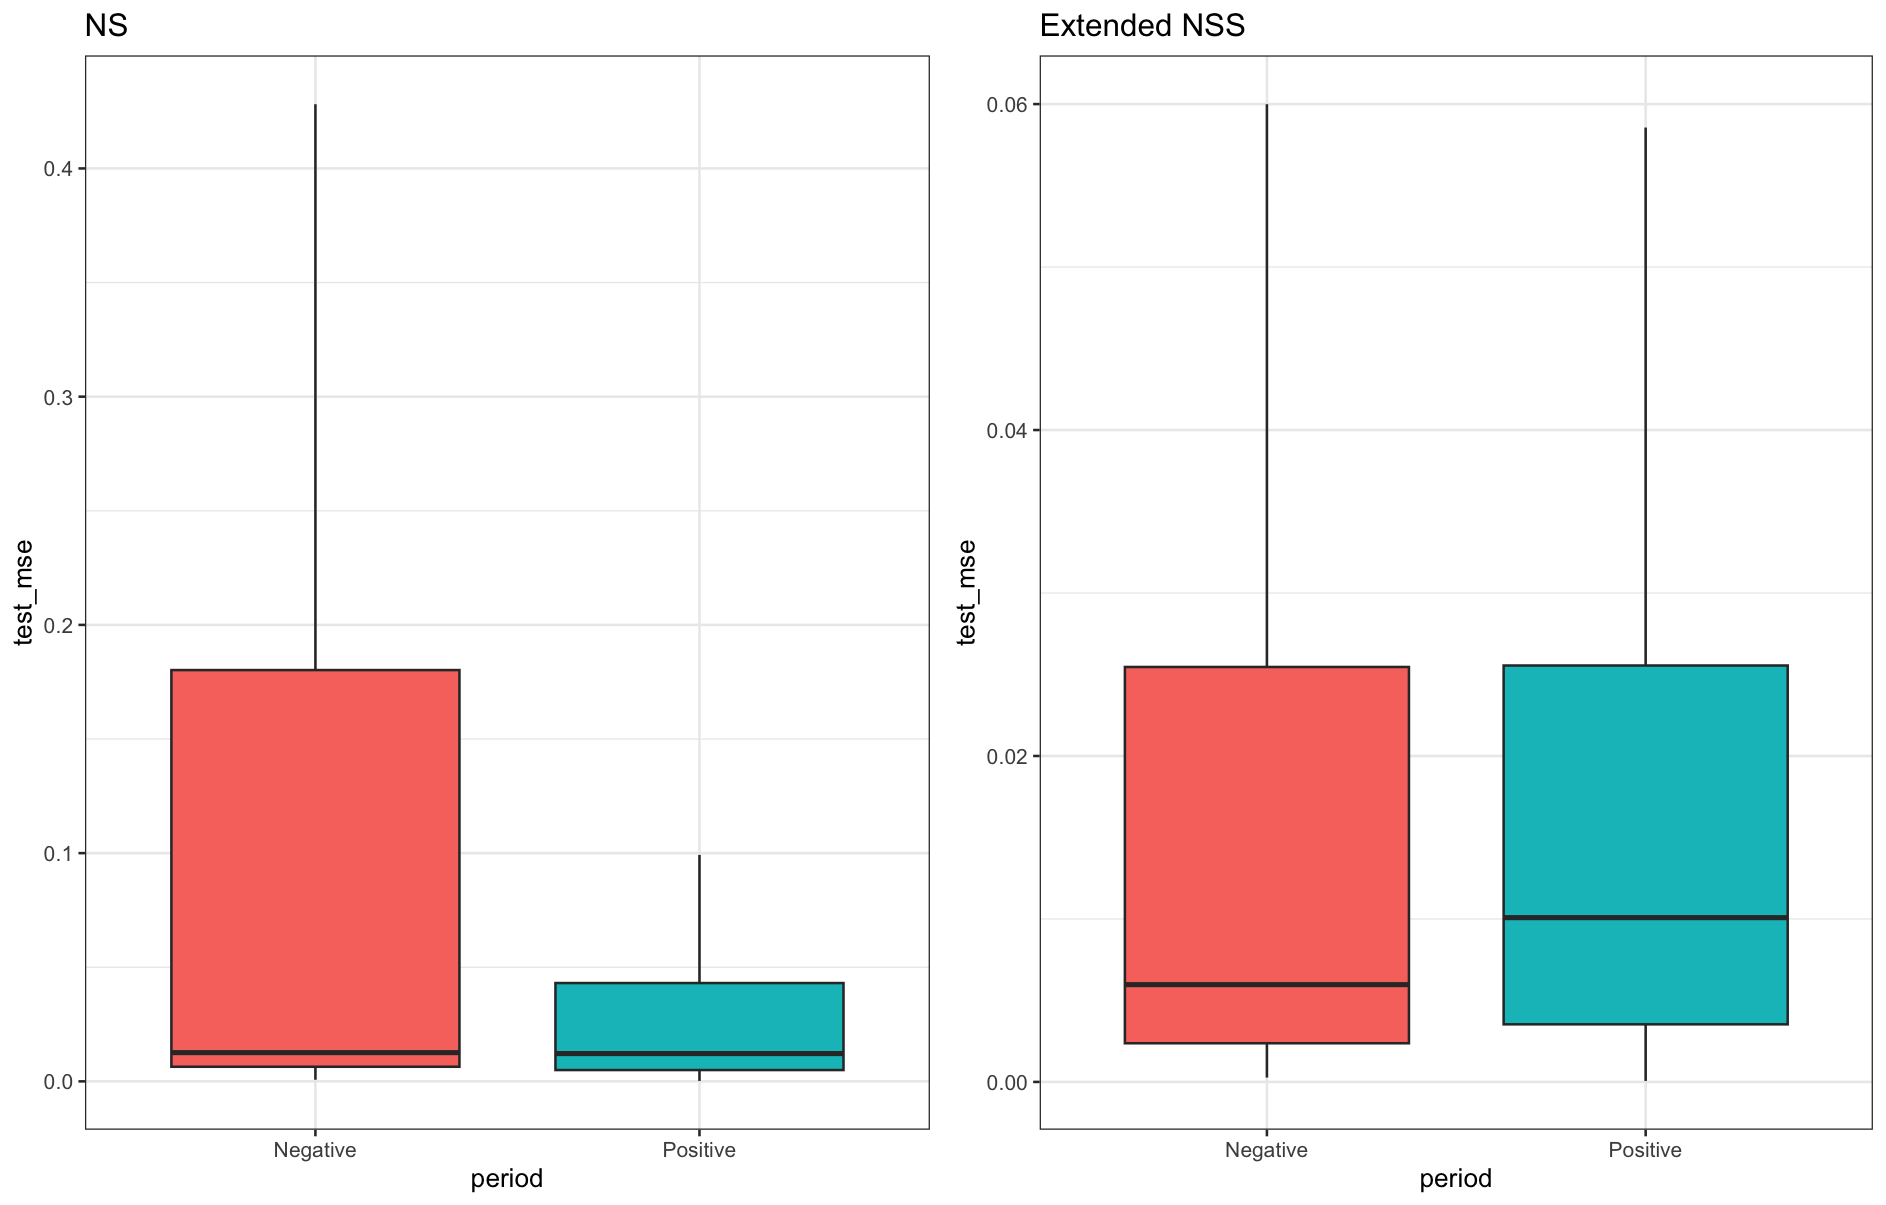 NS
test_mse
0.4
0.3
0.2
0.1
0.0
Negative
Positive
period
Extended NSS
test_mse
0.06
0.04
0.02
0.00
Negative
Positive
period